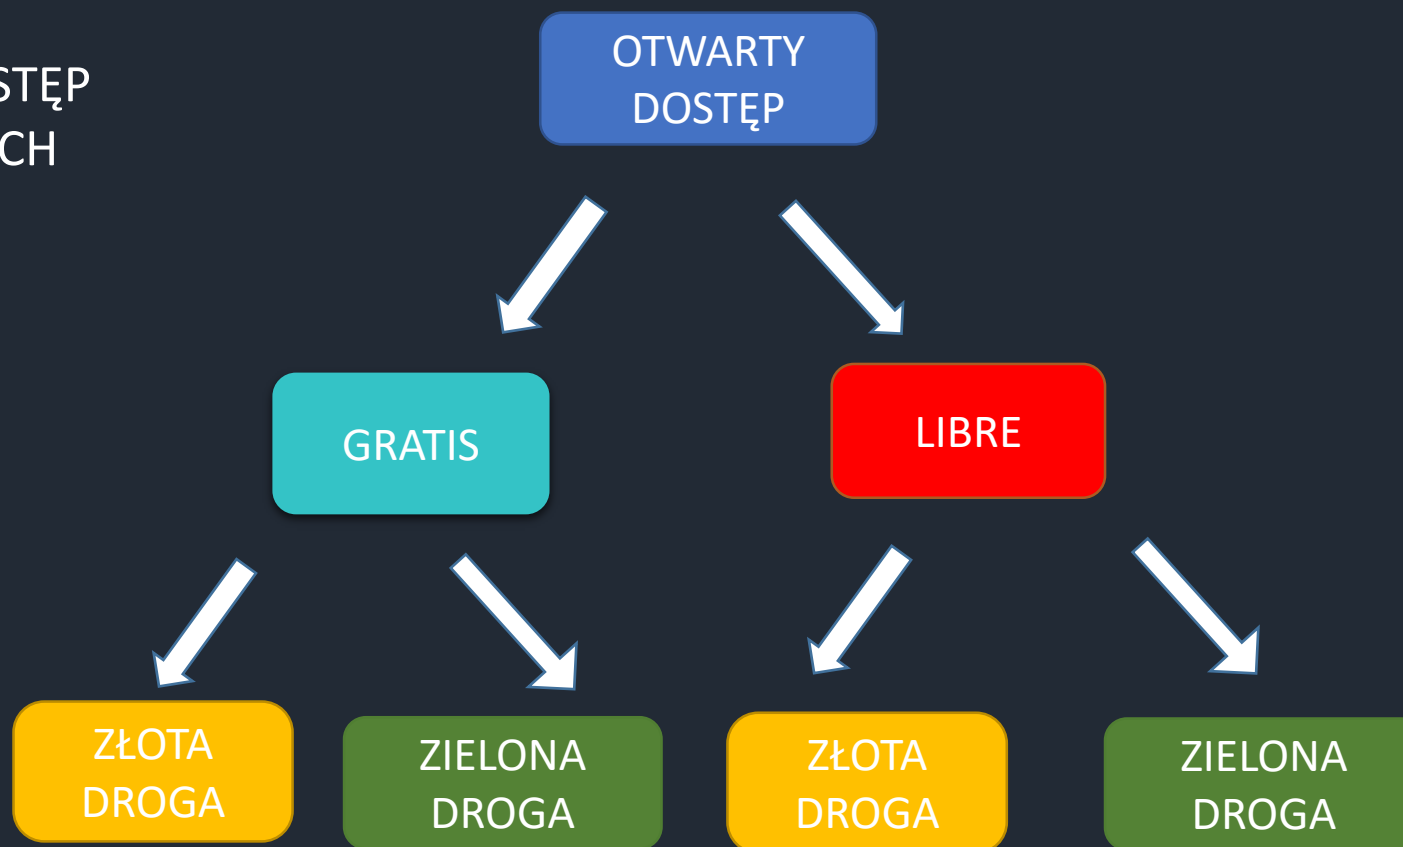 OTWARTY
DOSTĘP
STĘP
CH
GRATIS
LIBRE
ZŁOTA
DROGA
ZIELONA
DROGA
ZŁOTA
DROGA
ZIELONA
DROGA